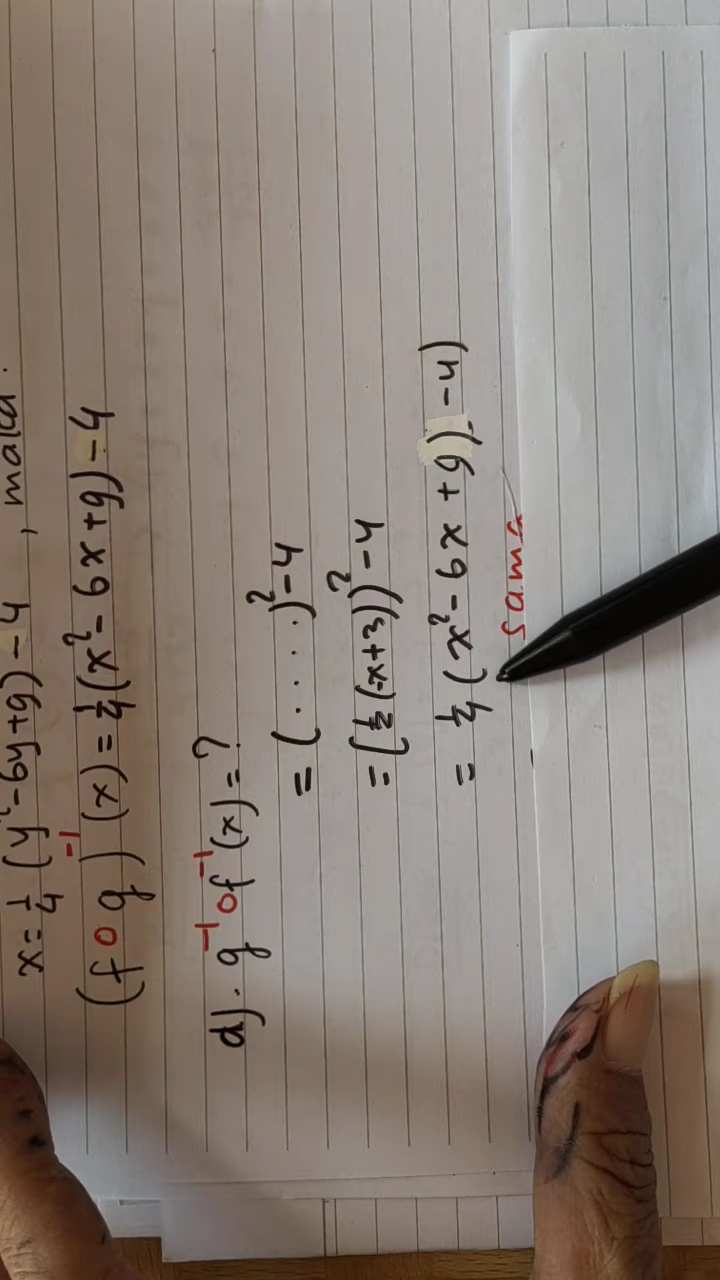 x = 1/4 (y² - 6y + 9) - 4 , maka.
(f o g)⁻¹ (x) = 1/4 (x² - 6x + 9) - 4
d). g⁻¹ o f⁻¹ (x) = ?
= (.....)² - 4
= (1/2 (-x + 3))² - 4
= 1/4 (x² - 6x + 9) - 4)
sama